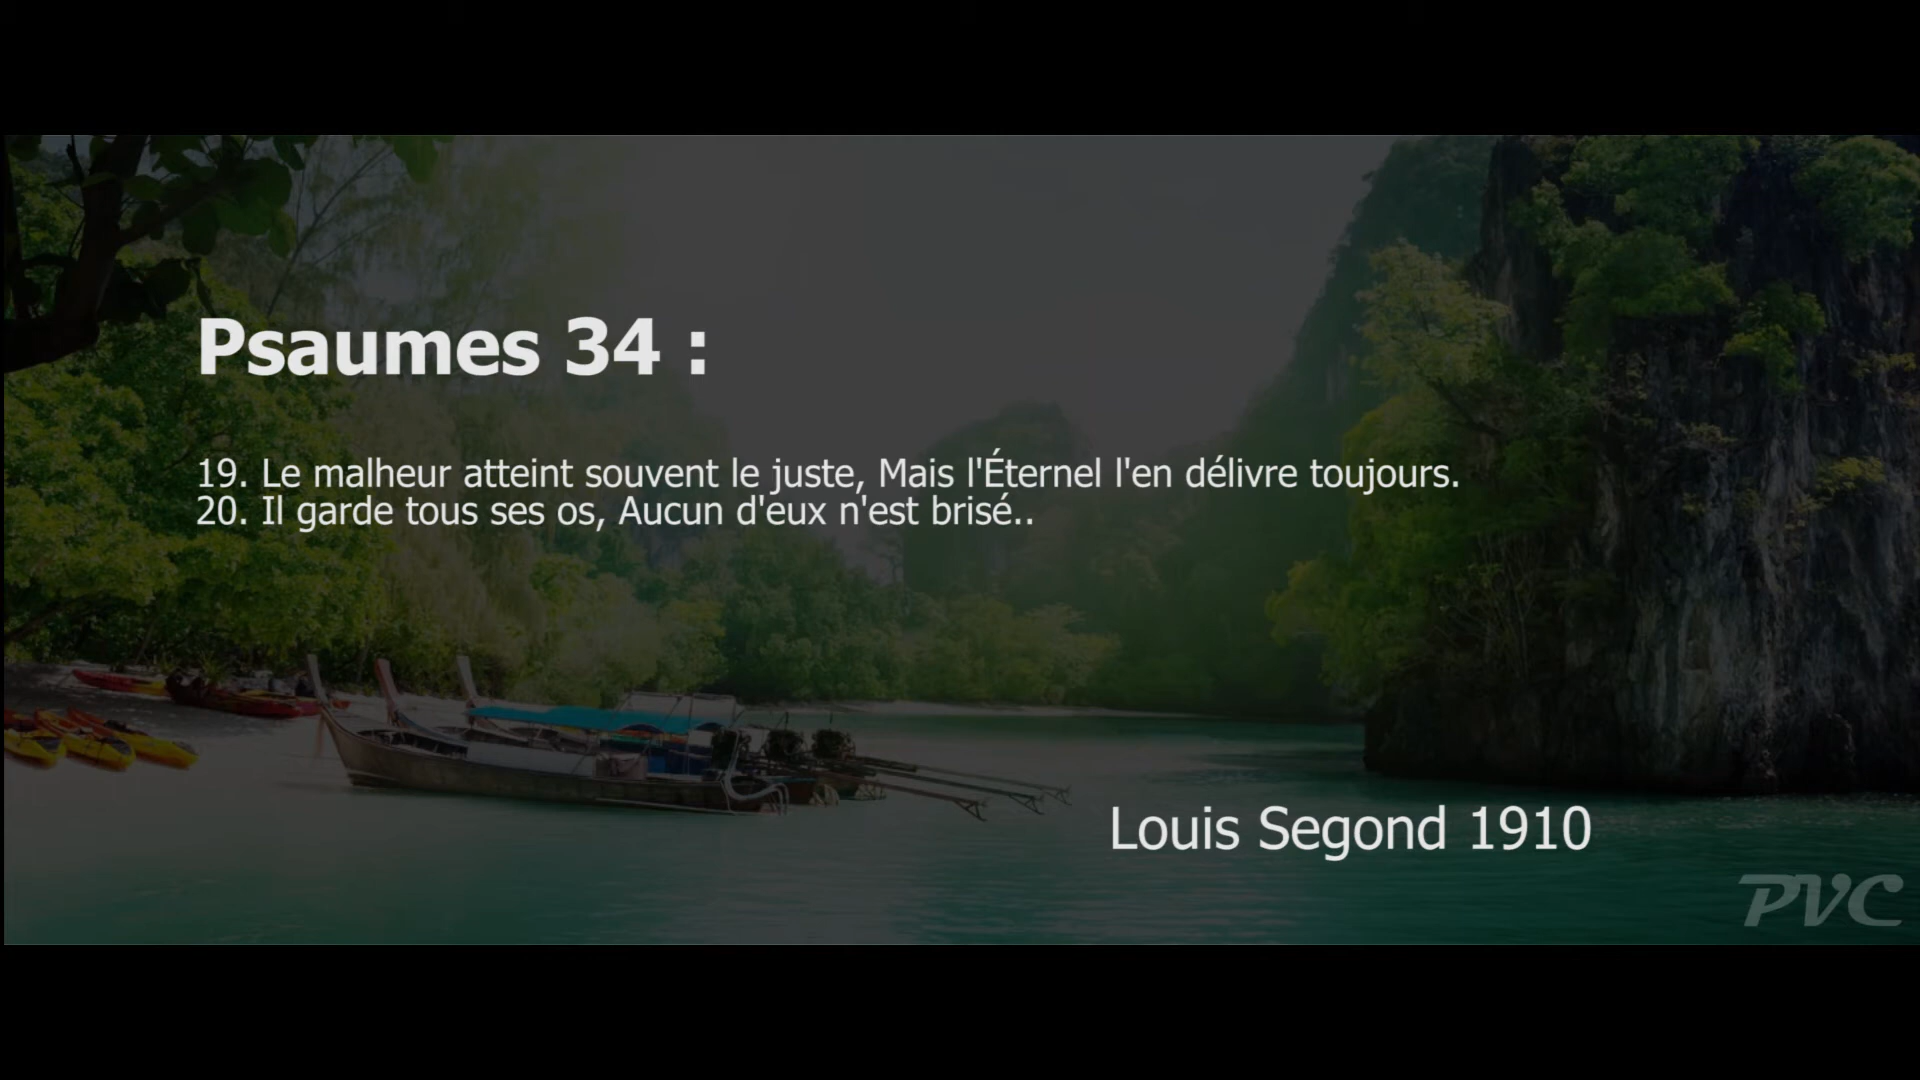 Psaumes 34 :
19. Le malheur atteint souvent le juste, Mais l'Éternel l'en délivre toujours.
20. Il garde tous ses os, Aucun d'eux n'est brisé..
Louis Segond 1910
PVC